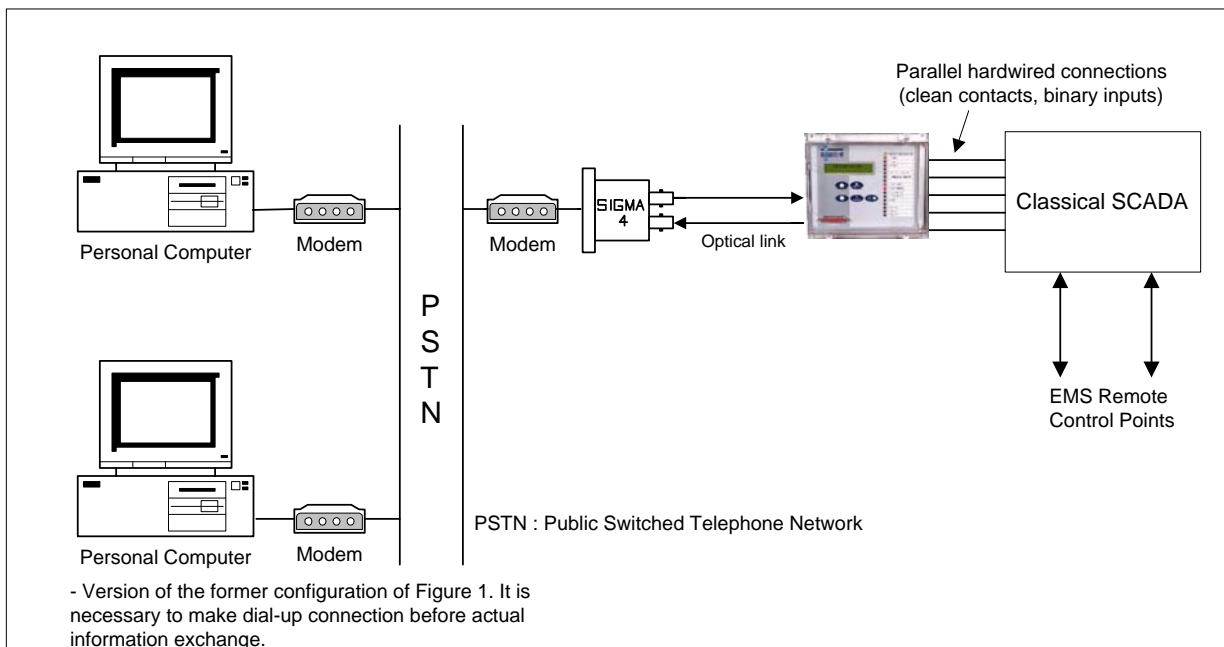 Parallel hardwired connections
(clean contacts, binary inputs)
SIGMA
4
Classical SCADA
Personal Computer
Modem
Modem
Optical link
P
S
T
N
EMS Remote
Control Points
Personal Computer
Modem
PSTN : Public Switched Telephone Network
- Version of the former configuration of Figure 1. It is
necessary to make dial-up connection before actual
information exchange.